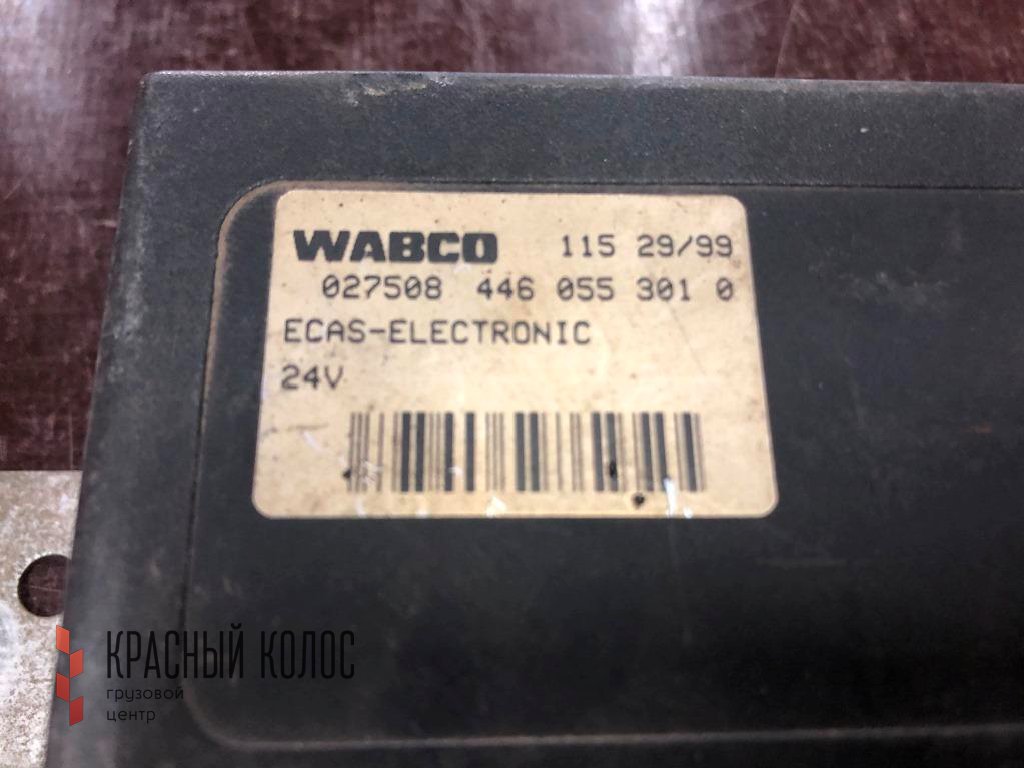 WABCO 115 29/99
027508 446 055 301 0
ECAS-ELECTRONIC
24V
КРАСНЫЙ КОЛОС
грузовой
центр